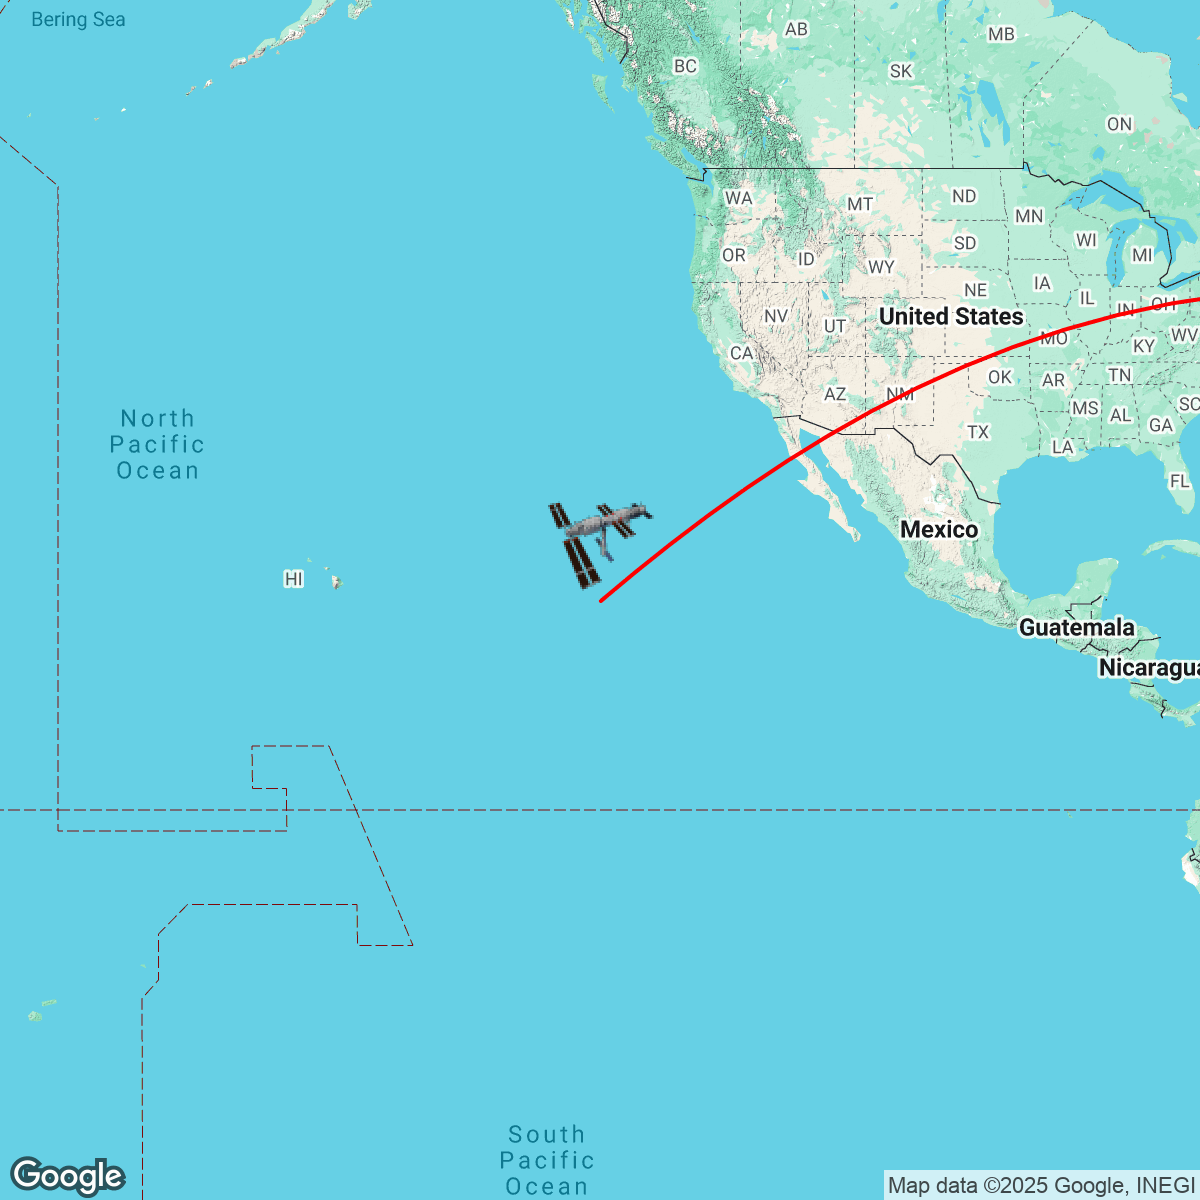 Bering Sea
AB
MB
BC
SK
ON
WA
MT
ND
MN
OR
ID
SD
WI
MI
WY
NE
IA
IL
IN
OH
NV
UT
United States
MO
WV
CA
KY
AZ
NM
OK
AR
TN
SC
MS
AL
GA
TX
LA
FL
North
Pacific
Ocean
Mexico
HI
Guatemala
Nicaragua
South
Pacific
Ocean
Google
Map data ©2025 Google, INEGI